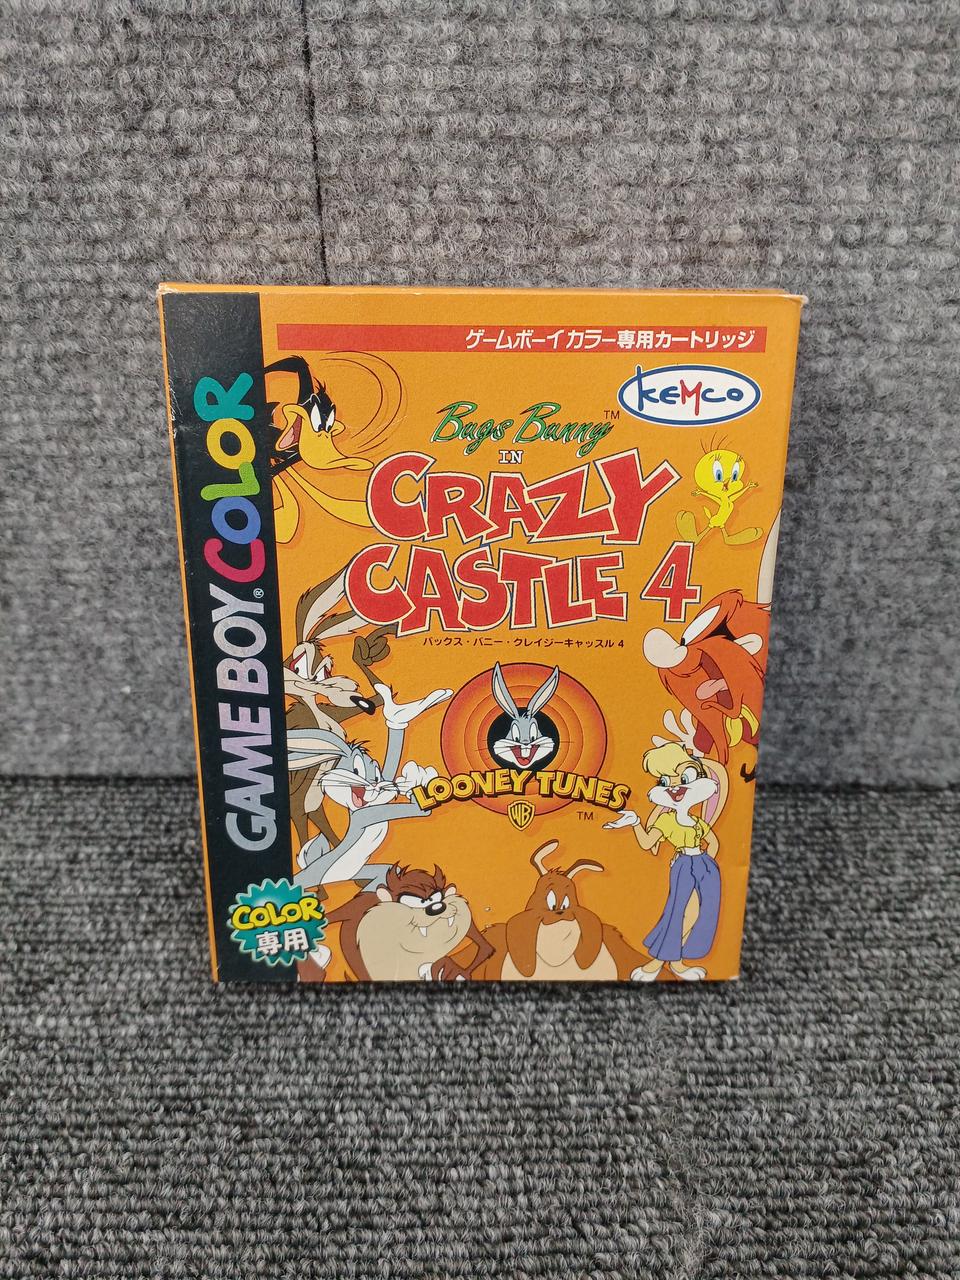 ゲームボーイカラー専用カートリッジ
KEMCO
Bugs Bunny TM
IN
CRAZY
CASTLE 4
バックス・バニー・クレイジーキャッスル 4
LOONEY TUNES
WB TM
GAME BOY® COLOR
COLOR
専用